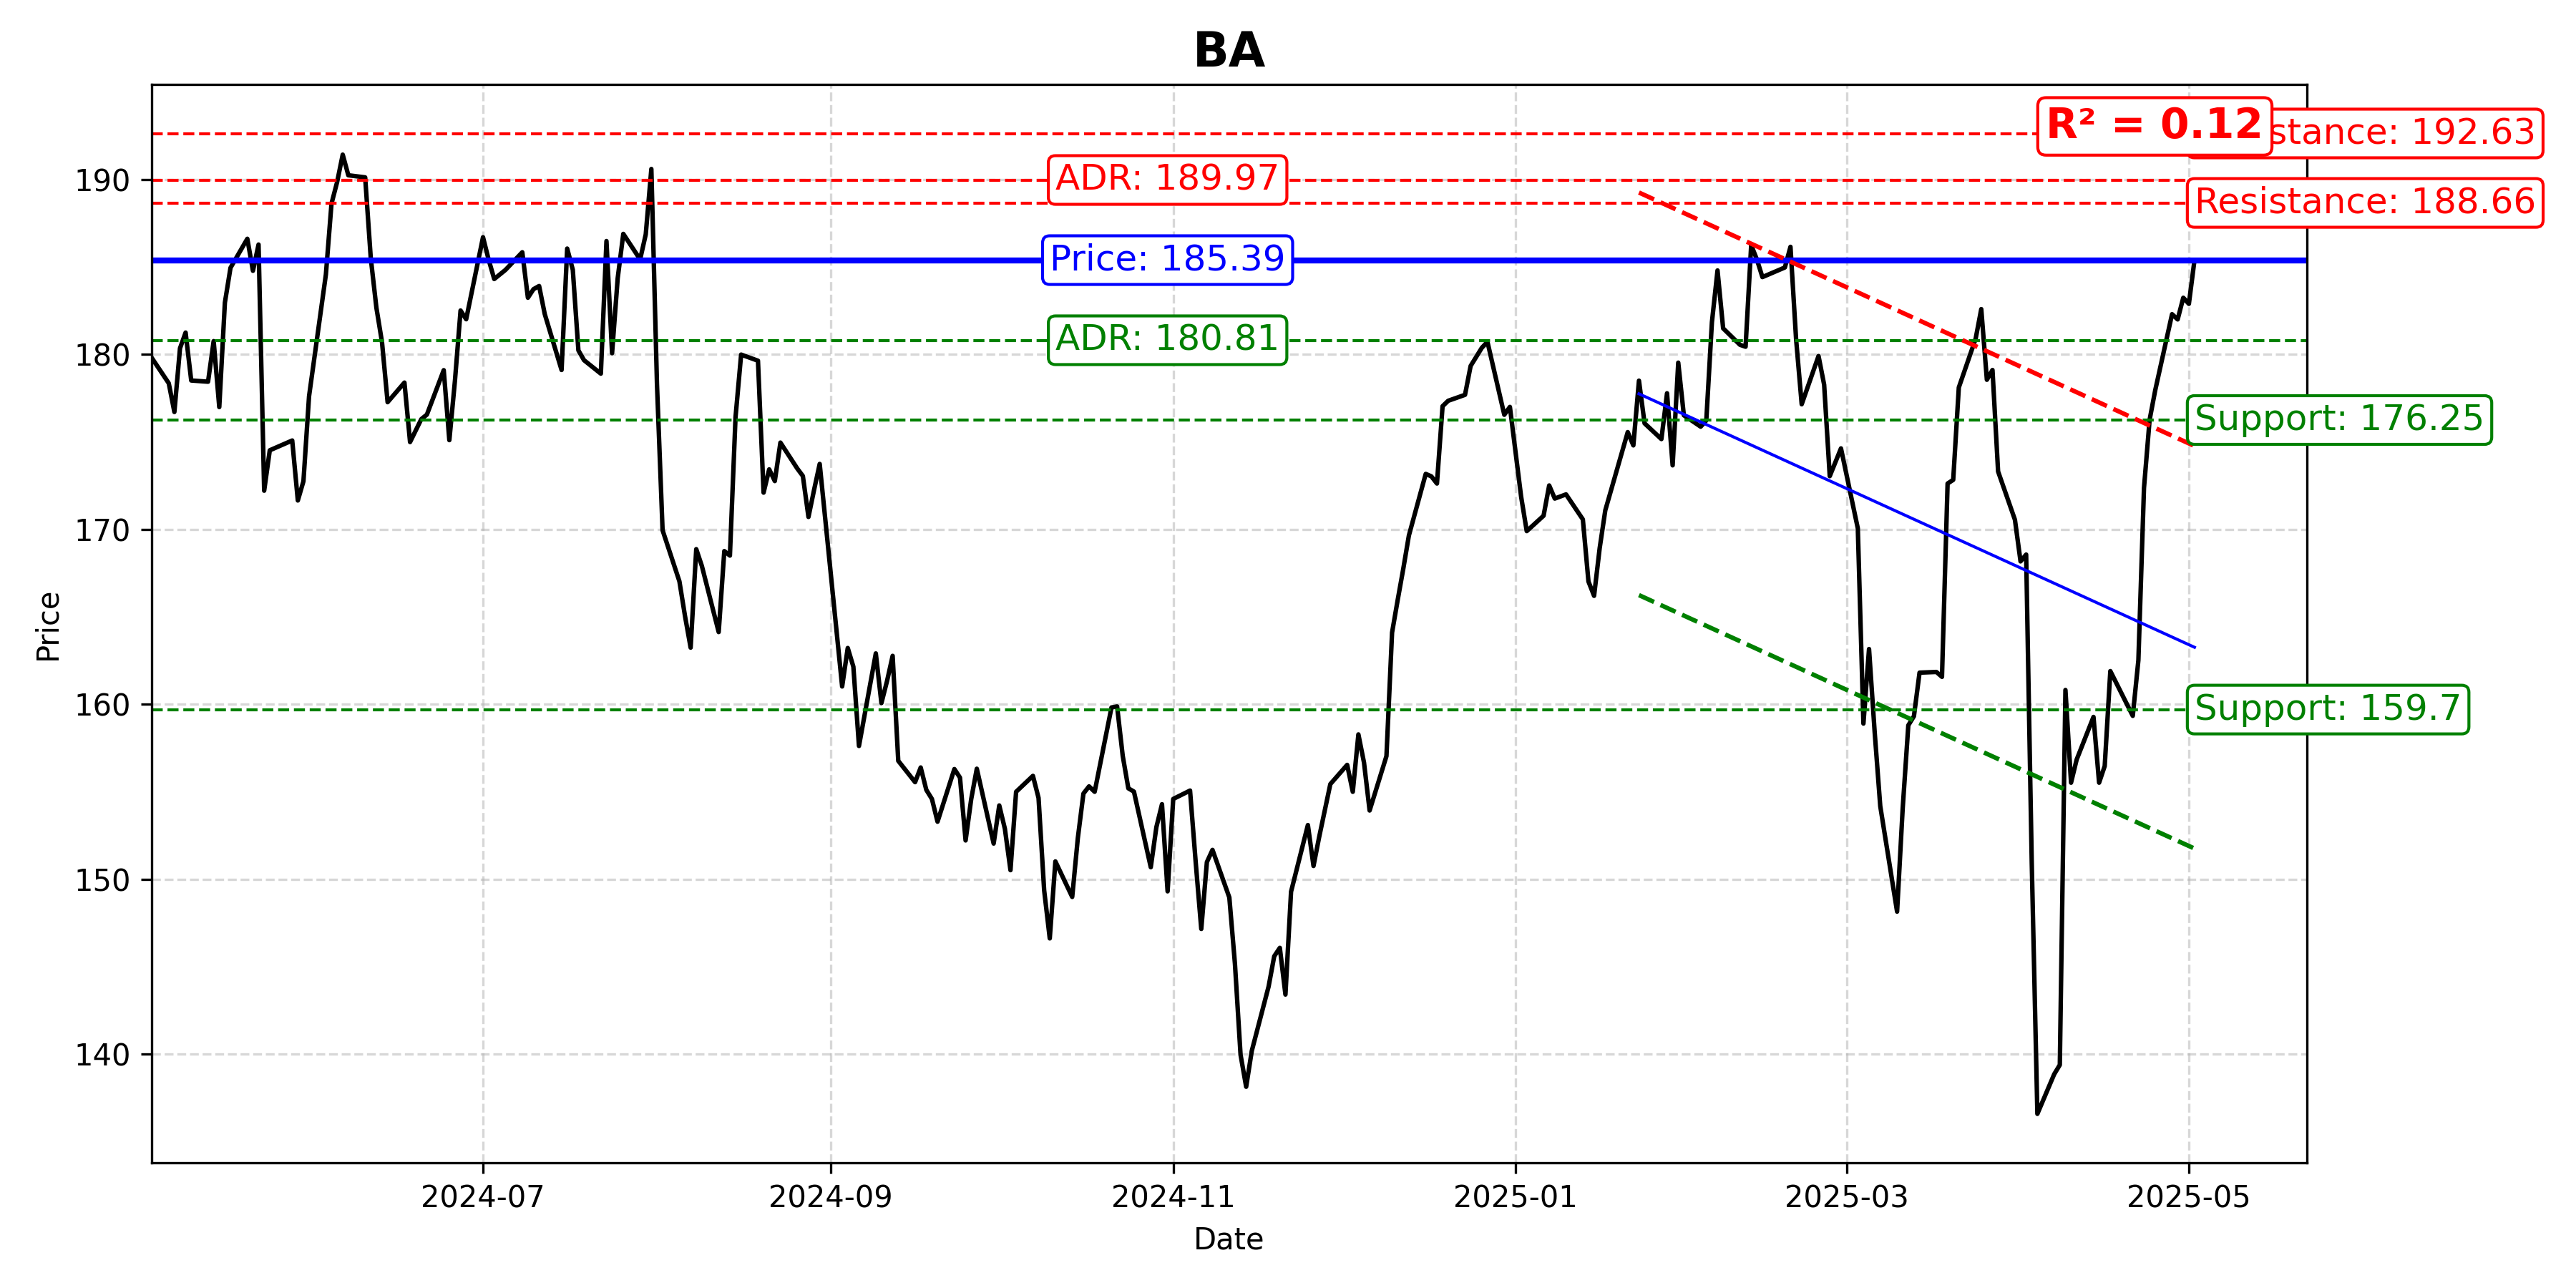 BA
R² = 0.12
stance: 192.63
ADR: 189.97
Resistance: 188.66
Price: 185.39
ADR: 180.81
Support: 176.25
Support: 159.7
190
180
170
160
150
140
Price
2024-07
2024-09
2024-11
2025-01
2025-03
2025-05
Date